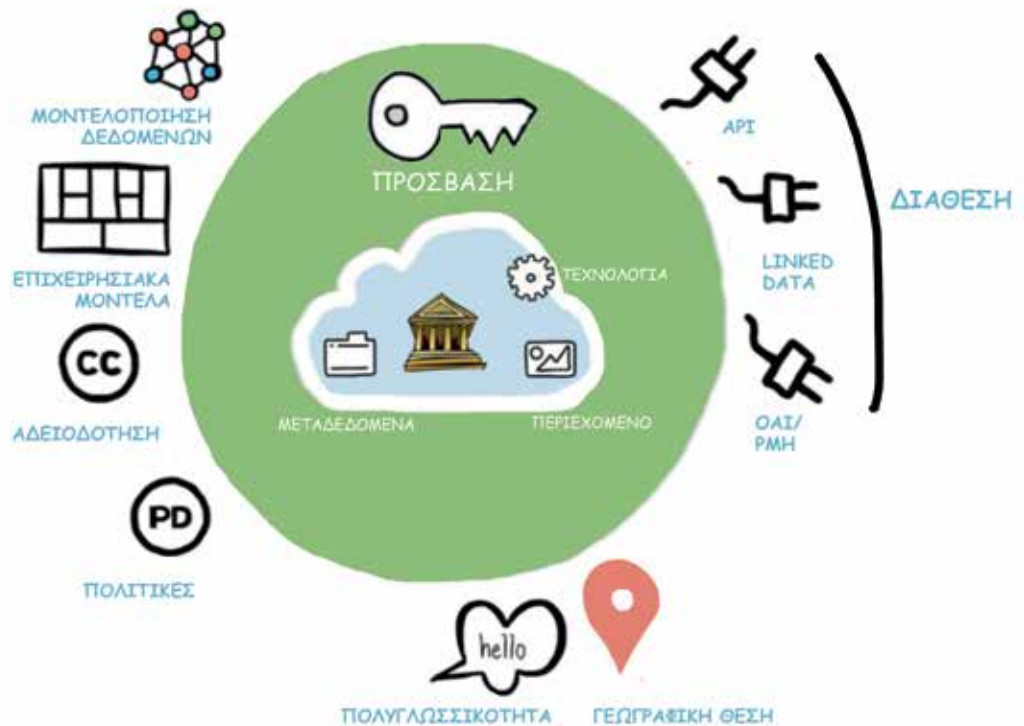 ΜΟΝΤΕΛΟΠΟΙΗΣΗ
ΔΕΔΟΜΕΝΩΝ
ΕΠΙΧΕΙΡΗΣΙΑΚΑ
ΜΟΝΤΕΛΑ
CC
ΑΔΕΙΟΔΟΤΗΣΗ
PD
ΠΟΛΙΤΙΚΕΣ
ΠΡΟΣΒΑΣΗ
ΤΕΧΝΟΛΟΓΙΑ
ΜΕΤΑΔΕΔΟΜΕΝΑ
ΠΕΡΙΕΧΟΜΕΝΟ
API
LINKED
DATA
OAI/
PMH
ΔΙΑΘΕΣΗ
hello
ΠΟΛΥΓΛΩΣΣΙΚΟΤΗΤΑ
ΓΕΩΓΡΑΦΙΚΗ ΘΕΣΗ